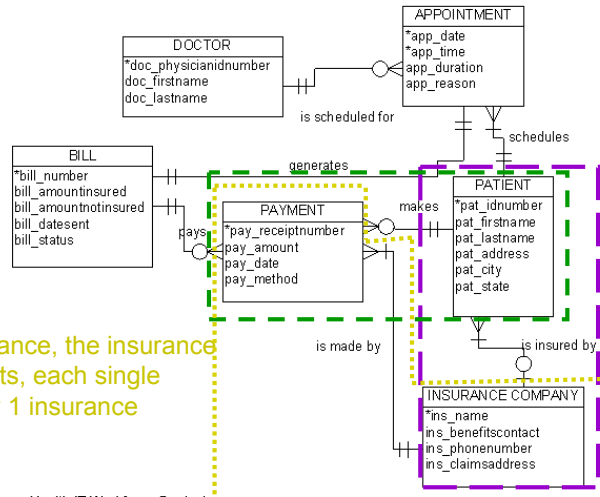 APPOINTMENT
*app_date
*app_time
app_duration
app_reason
DOCTOR
*doc_physicianidnumber
doc_firstname
doc_lastname
is scheduled for
schedules
BILL
*bill_number
bill_amountinsured
bill_amountnotinsured
bill_datesent
bill_status
generates
pays
PAYMENT
*pay_receiptnumber
pay_amount
pay_date
pay_method
makes
PATIENT
*pat_idnumber
pat_firstname
pat_lastname
pat_address
pat_city
pat_state
ance, the insurance
ts, each single
1 insurance
is made by
is insured by
INSURANCE COMPANY
*ins_name
ins_benefitscontact
ins_phonenumber
ins_claimsaddress